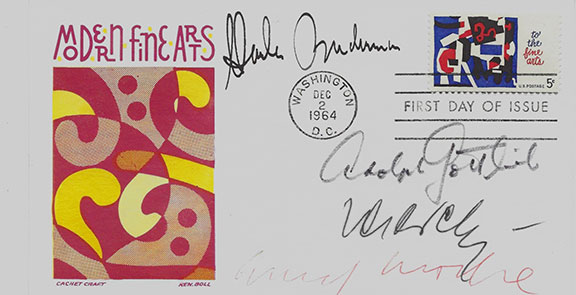 MODERN FINE ARTS
to the fine arts
5¢
U.S. POSTAGE
WASHINGTON
DEC
2
1964
D.C.
FIRST DAY OF ISSUE
Adolph Gottlieb
Moore
CACHET CRAFT KEN BOLL